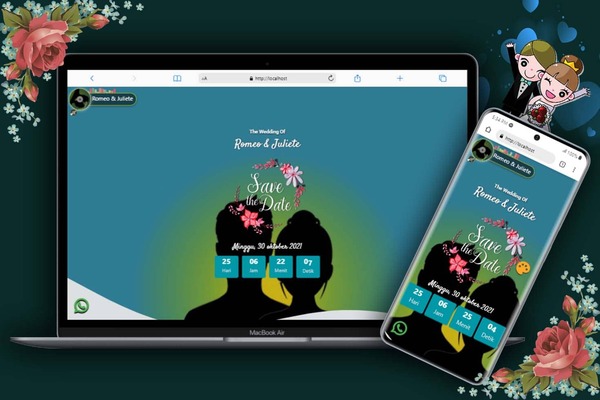 AA
http://localhost
Romeo & Juliete
The Wedding Of
Romeo & Juliete
Save
the Date
Minggu, 30 oktober 2021
25 06 22 07
Hari Jam Menit Detik
MacBook Air
http://localhost
Romeo & Juliete
The Wedding Of
Romeo & Juliete
Save
the Date
Minggu, 30 oktober 2021
25 06 25 04
Hari Jam Menit Detik